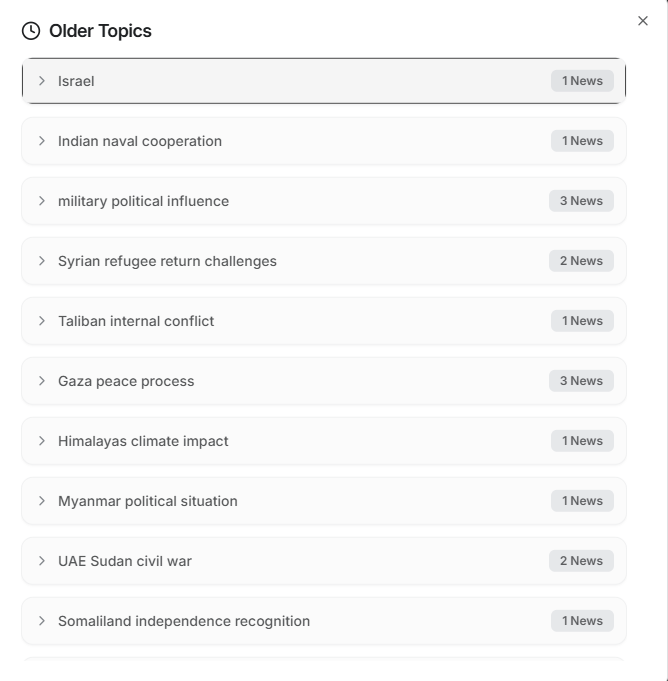 Older Topics
Israel 1 News
Indian naval cooperation 1 News
military political influence 3 News
Syrian refugee return challenges 2 News
Taliban internal conflict 1 News
Gaza peace process 3 News
Himalayas climate impact 1 News
Myanmar political situation 1 News
UAE Sudan civil war 2 News
Somaliland independence recognition 1 News